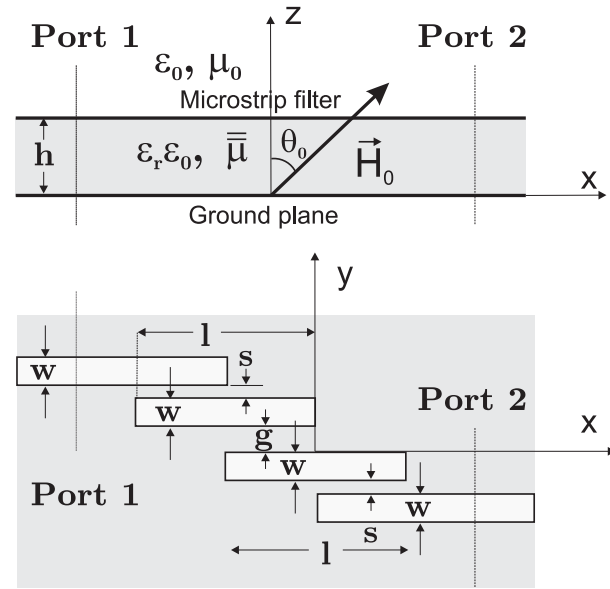 Port 1
z
Port 2
ε₀, μ₀
Microstrip filter
h
εᵣε₀, μ̿
θ₀
H⃗₀
x
Ground plane
y
l
s
w
w
Port 2
g
x
w
Port 1
w
s
l